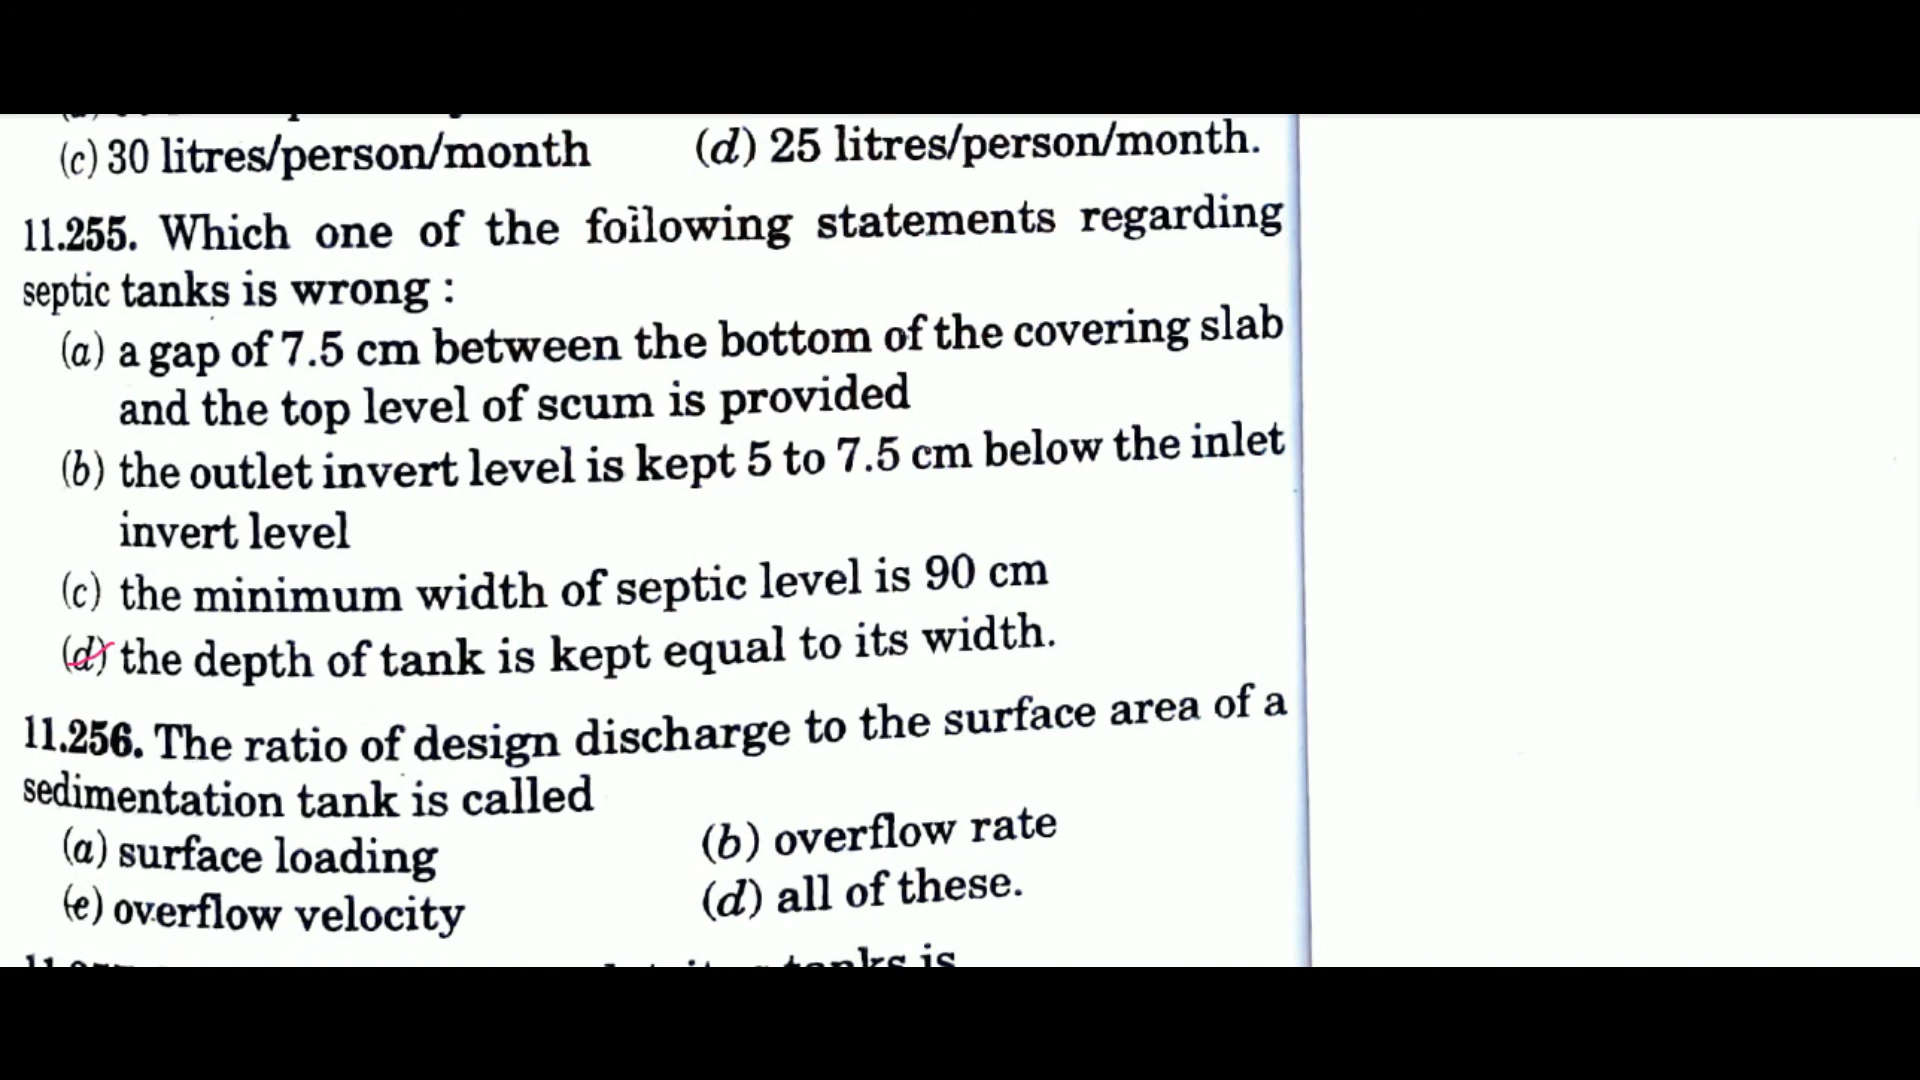 (c) 30 litres/person/month (d) 25 litres/person/month.
11.255. Which one of the following statements regarding
septic tanks is wrong :
(a) a gap of 7.5 cm between the bottom of the covering slab
and the top level of scum is provided
(b) the outlet invert level is kept 5 to 7.5 cm below the inlet
invert level
(c) the minimum width of septic level is 90 cm
(d) the depth of tank is kept equal to its width.
11.256. The ratio of design discharge to the surface area of a
sedimentation tank is called
(a) surface loading (b) overflow rate
(e) overflow velocity (d) all of these.
tanks is